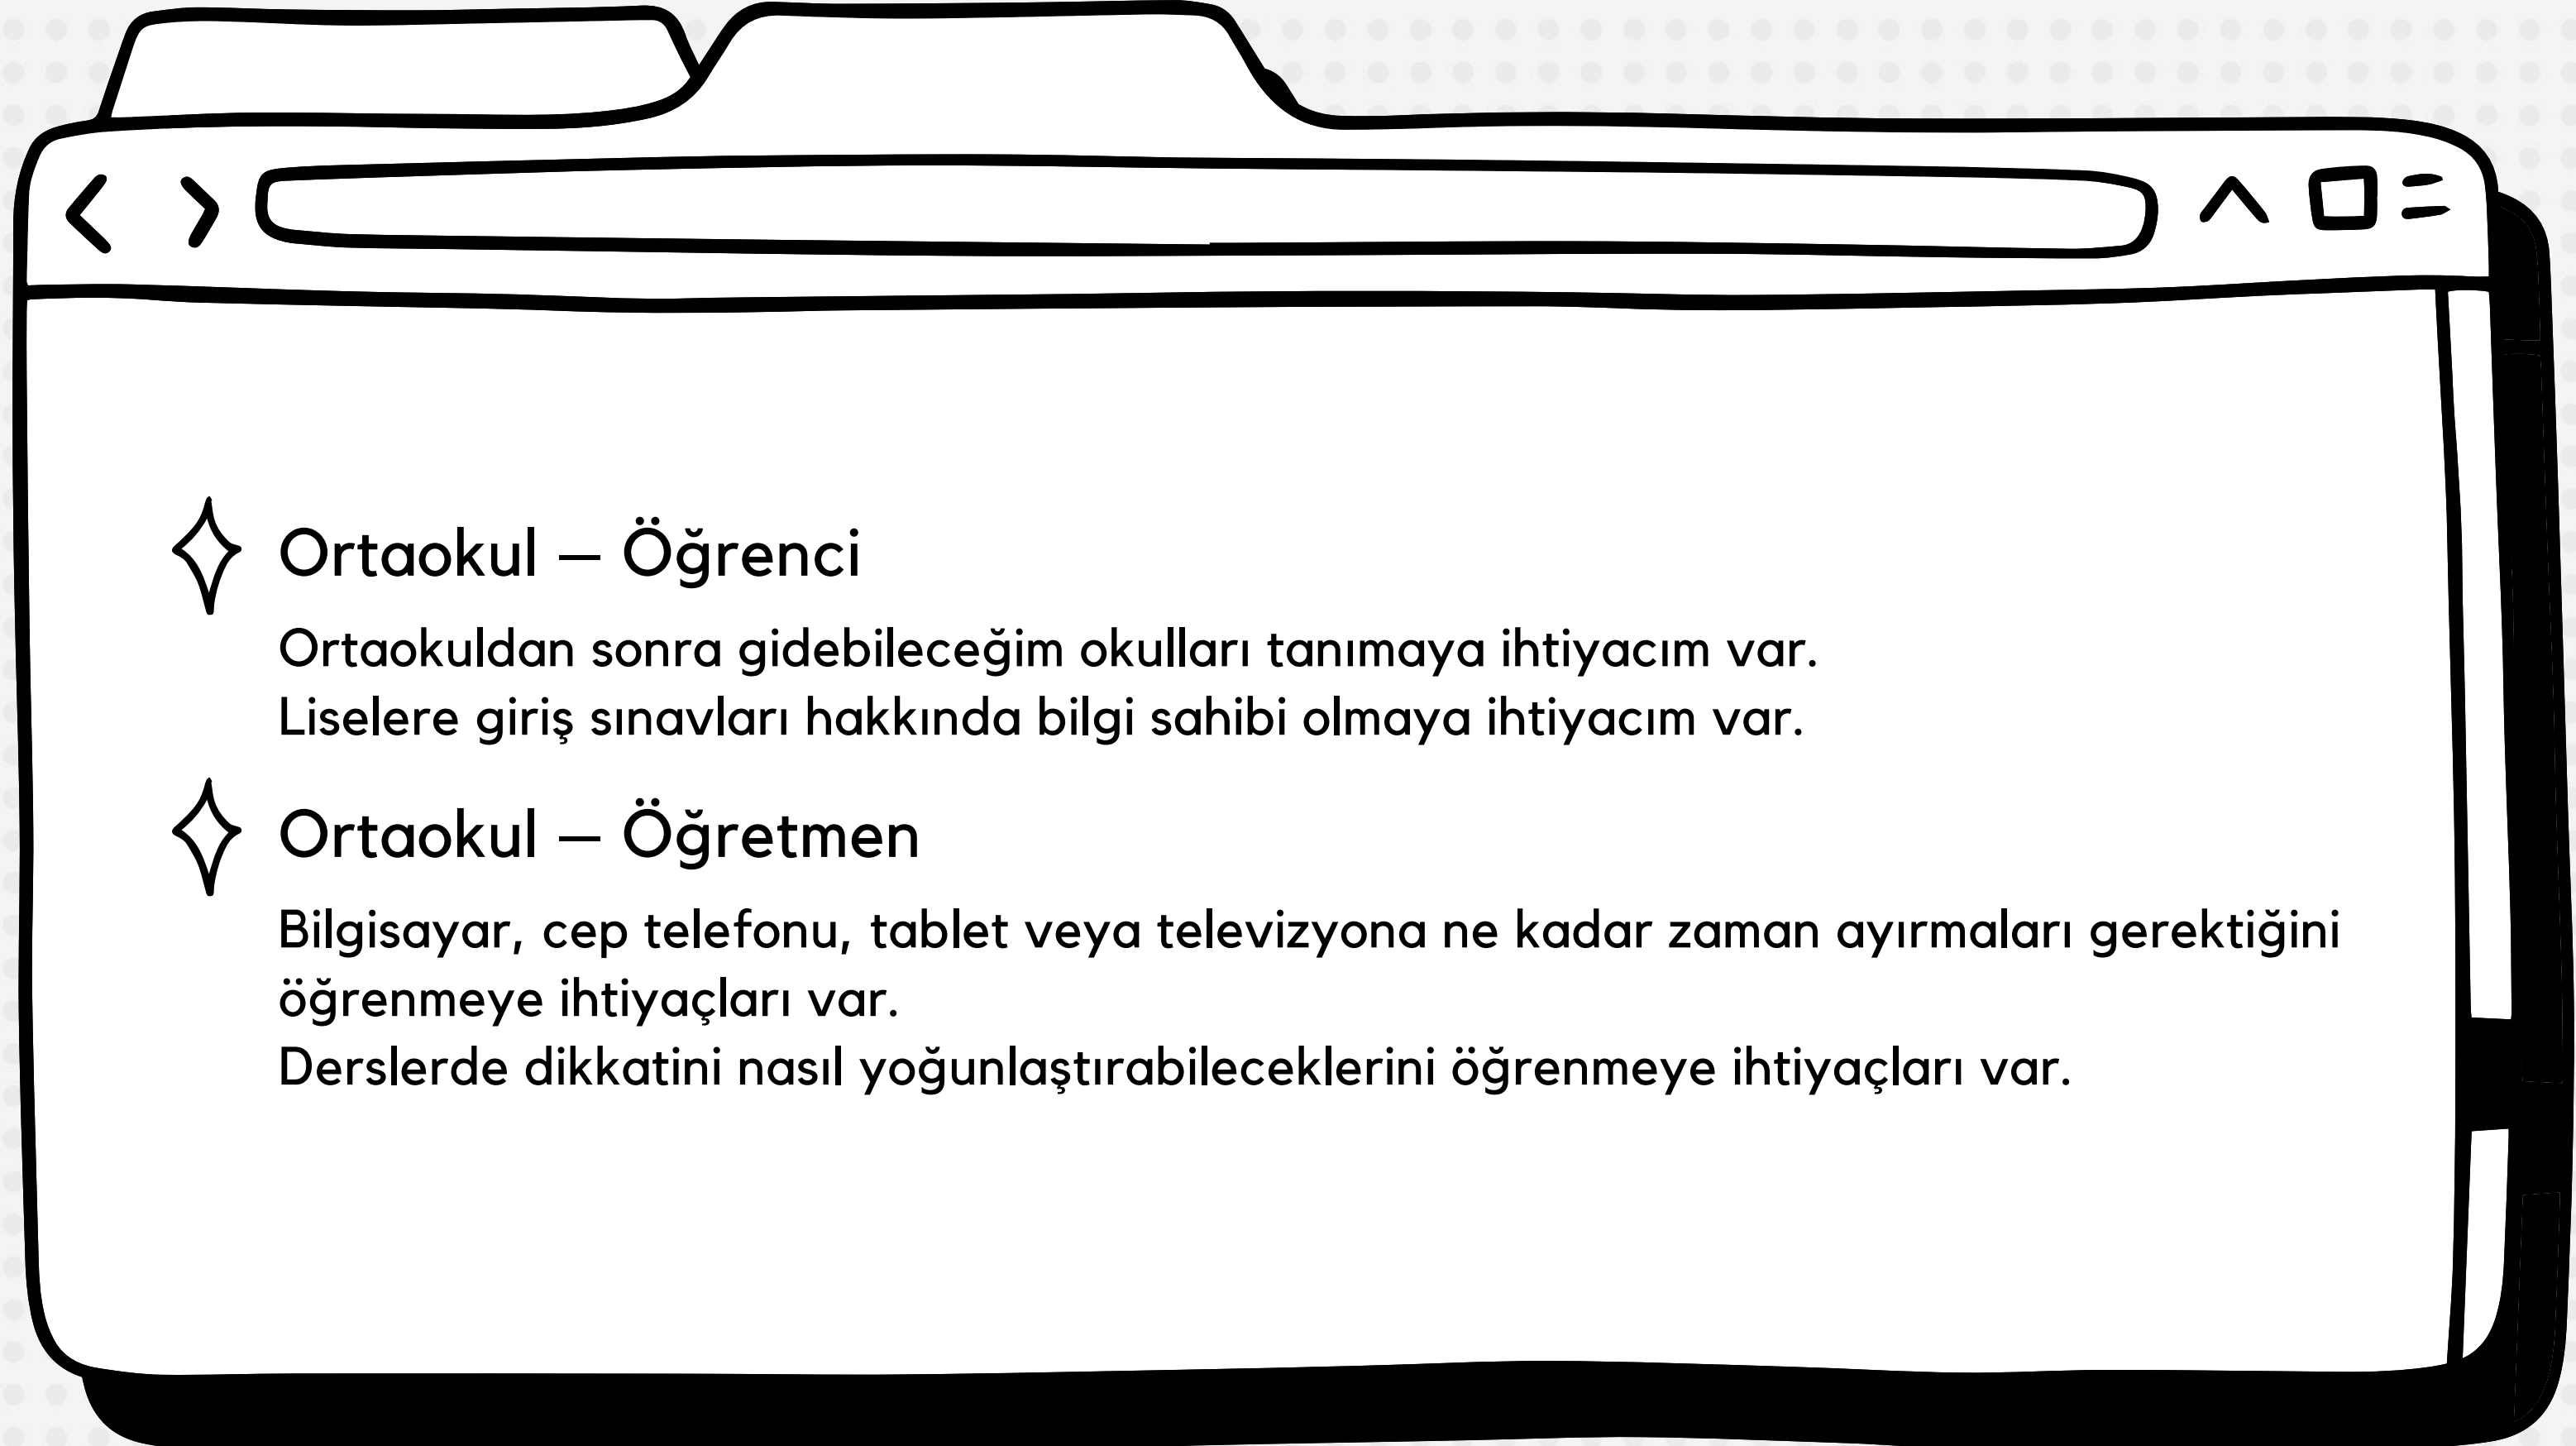 Ortaokul – Öğrenci
Ortaokuldan sonra gidebileceğim okulları tanımaya ihtiyacım var.
Liselere giriş sınavları hakkında bilgi sahibi olmaya ihtiyacım var.
Ortaokul – Öğretmen
Bilgisayar, cep telefonu, tablet veya televizyona ne kadar zaman ayırmaları gerektiğini
öğrenmeye ihtiyaçları var.
Derslerde dikkatini nasıl yoğunlaştırabileceklerini öğrenmeye ihtiyaçları var.